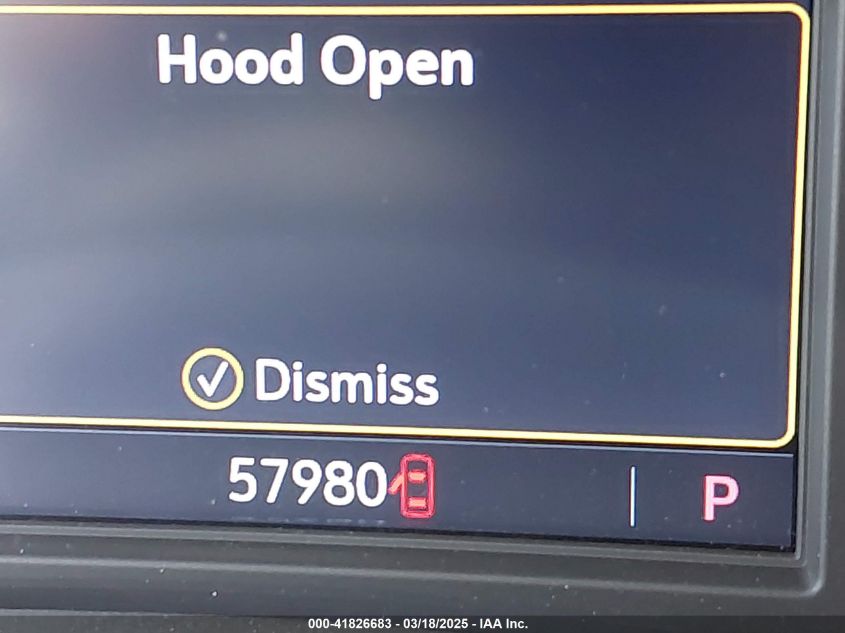 Hood Open
Dismiss
57980
P
000-41826683 - 03/18/2025 - IAA Inc.